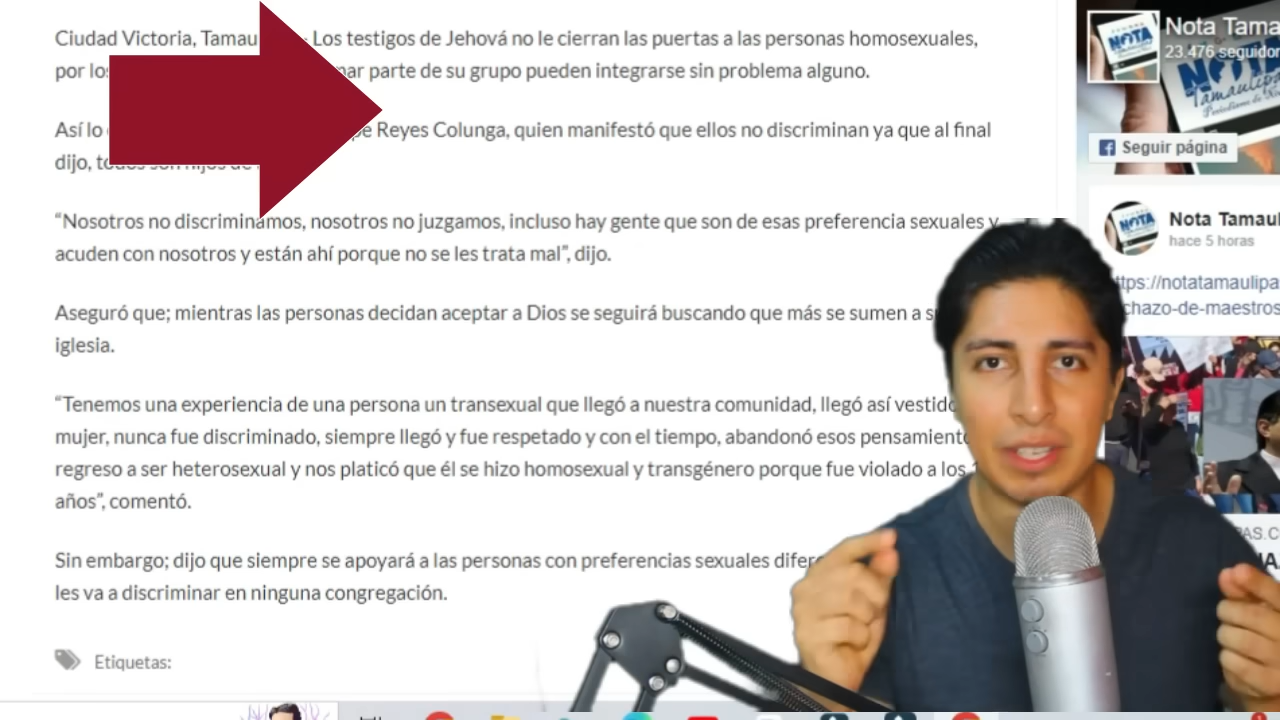 Ciudad Victoria, Tamau Los testigos de Jehová no le cierran las puertas a las personas homosexuales,
por lo nar parte de su grupo pueden integrarse sin problema alguno.
Así lo pe Reyes Colunga, quien manifestó que ellos no discriminan ya que al final
dijo,
“Nosotros no discriminamos, nosotros no juzgamos, incluso hay gente que son de esas preferencia sexuales y
acuden con nosotros y están ahí porque no se les trata mal”, dijo.
Aseguró que; mientras las personas decidan aceptar a Dios se seguirá buscando que más se sumen a s
iglesia.
“Tenemos una experiencia de una persona un transexual que llegó a nuestra comunidad, llegó así vestido
mujer, nunca fue discriminado, siempre llegó y fue respetado y con el tiempo, abandonó esos pensamiento
regreso a ser heterosexual y nos platicó que él se hizo homosexual y transgénero porque fue violado a los
años”, comentó.
Sin embargo; dijo que siempre se apoyará a las personas con preferencias sexuales difer
les va a discriminar en ninguna congregación.
Etiquetas:
Nota Tama
23.476 seguidor
NOTA
Tamaulipas
Seguir página
Nota Tamaul
hace 5 horas
ttps://notatamaulipa
chazo-de-maestros
PAS.C